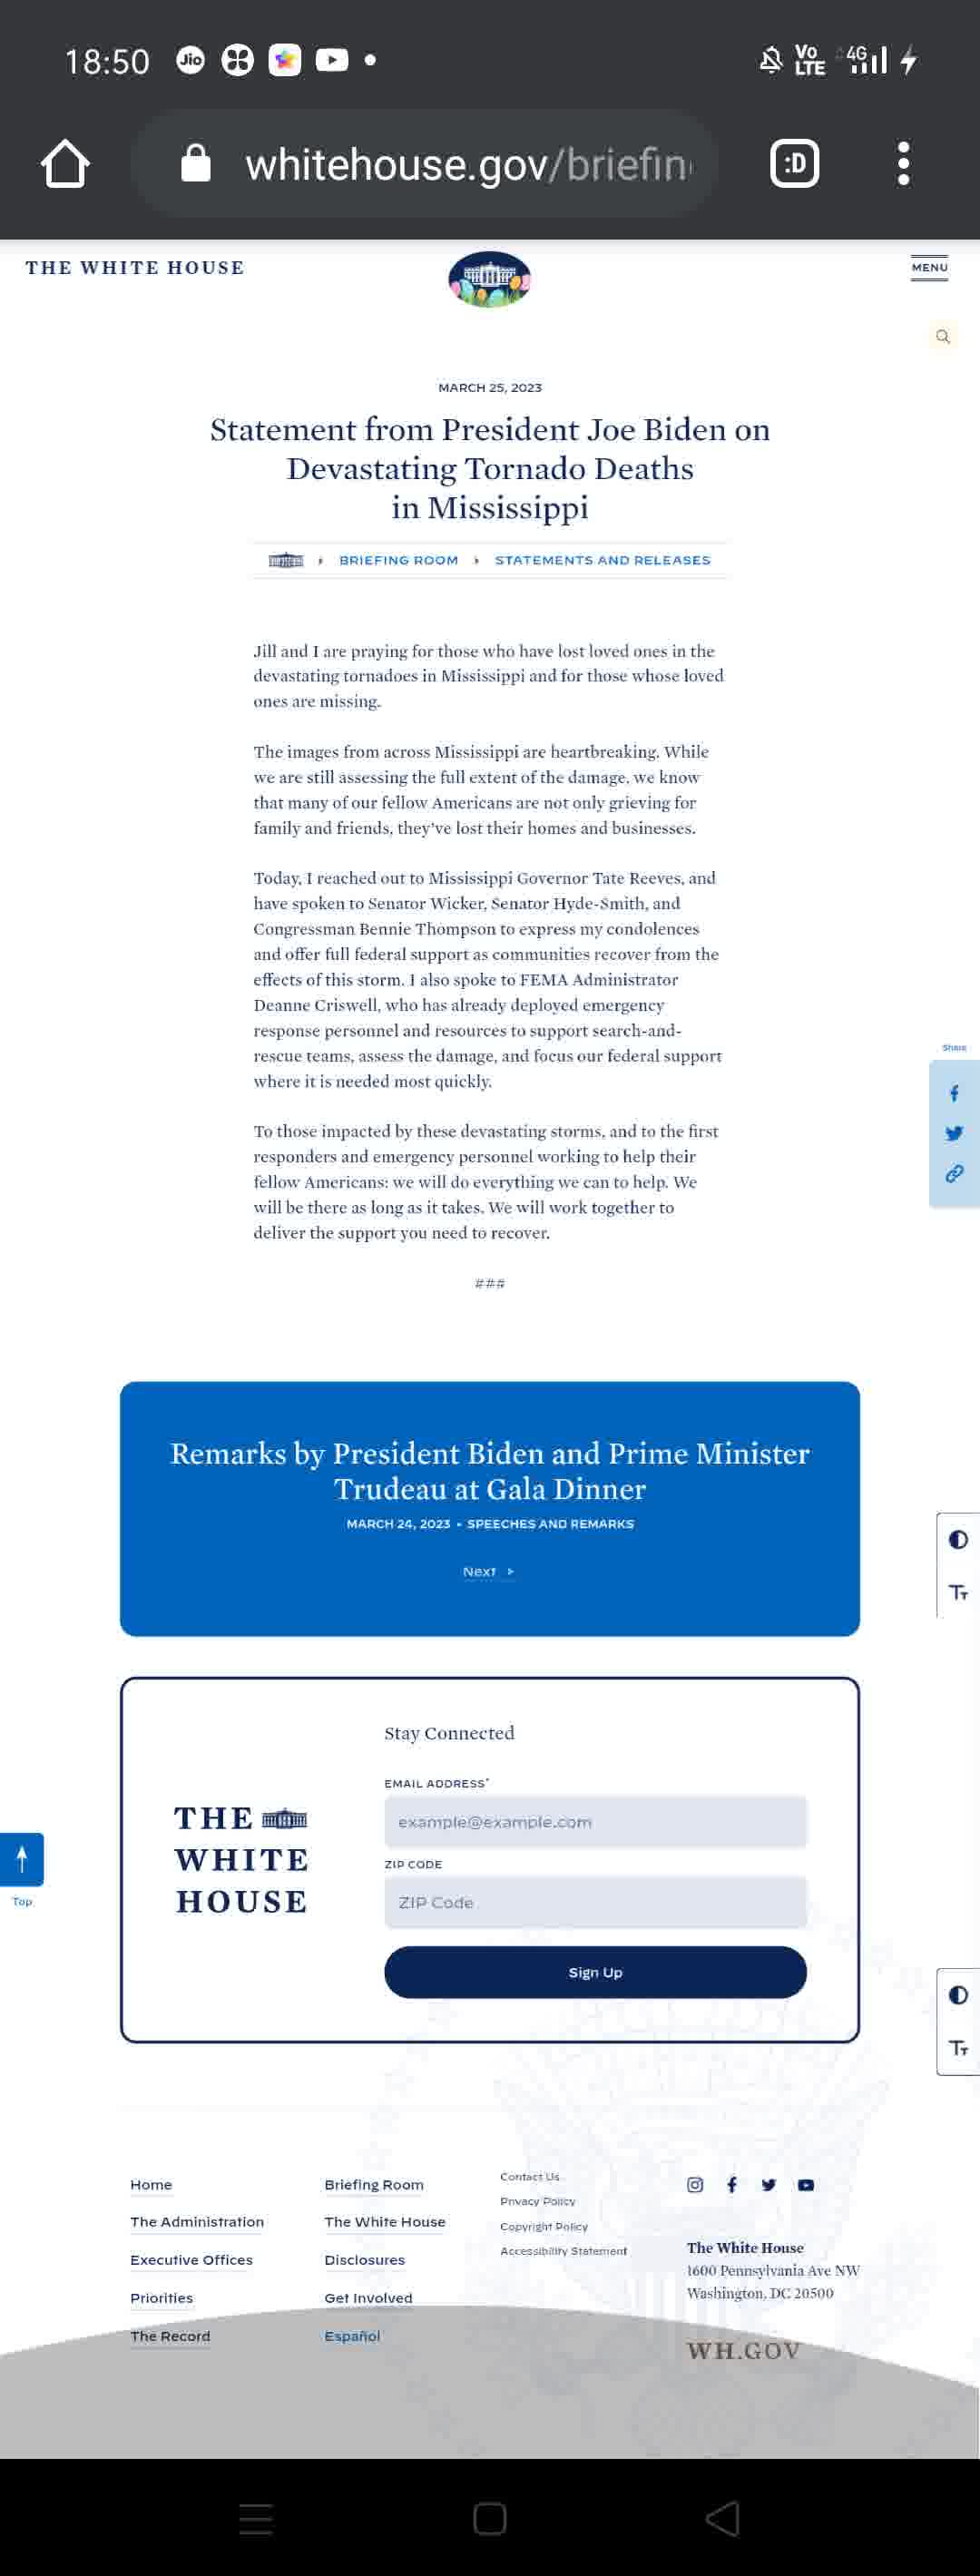 18:50 Jio Vo LTE 4G
whitehouse.gov/briefin :D
THE WHITE HOUSE
MENU
MARCH 25, 2023
Statement from President Joe Biden on
Devastating Tornado Deaths
in Mississippi
BRIEFING ROOM STATEMENTS AND RELEASES
Jill and I are praying for those who have lost loved ones in the
devastating tornadoes in Mississippi and for those whose loved
ones are missing.
The images from across Mississippi are heartbreaking. While
we are still assessing the full extent of the damage, we know
that many of our fellow Americans are not only grieving for
family and friends, they've lost their homes and businesses.
Today, I reached out to Mississippi Governor Tate Reeves, and
have spoken to Senator Wicker, Senator Hyde-Smith, and
Congressman Bennie Thompson to express my condolences
and offer full federal support as communities recover from the
effects of this storm. I also spoke to FEMA Administrator
Deanne Criswell, who has already deployed emergency
response personnel and resources to support search-and-
rescue teams, assess the damage, and focus our federal support
where it is needed most quickly.
To those impacted by these devastating storms, and to the first
responders and emergency personnel working to help their
fellow Americans: we will do everything we can to help. We
will be there as long as it takes. We will work together to
deliver the support you need to recover.
###
Share
Remarks by President Biden and Prime Minister
Trudeau at Gala Dinner
MARCH 24, 2023 • SPEECHES AND REMARKS
Next
Tт
THE
WHITE
HOUSE
Stay Connected
EMAIL ADDRESS*
example@example.com
ZIP CODE
ZIP Code
Sign Up
Top
Tт
Home
The Administration
Executive Offices
Priorities
The Record
Briefing Room
The White House
Disclosures
Get Involved
Español
Contact Us
Privacy Policy
Copyright Policy
Accessibility Statement
The White House
1600 Pennsylvania Ave NW
Washington, DC 20500
WH.GOV